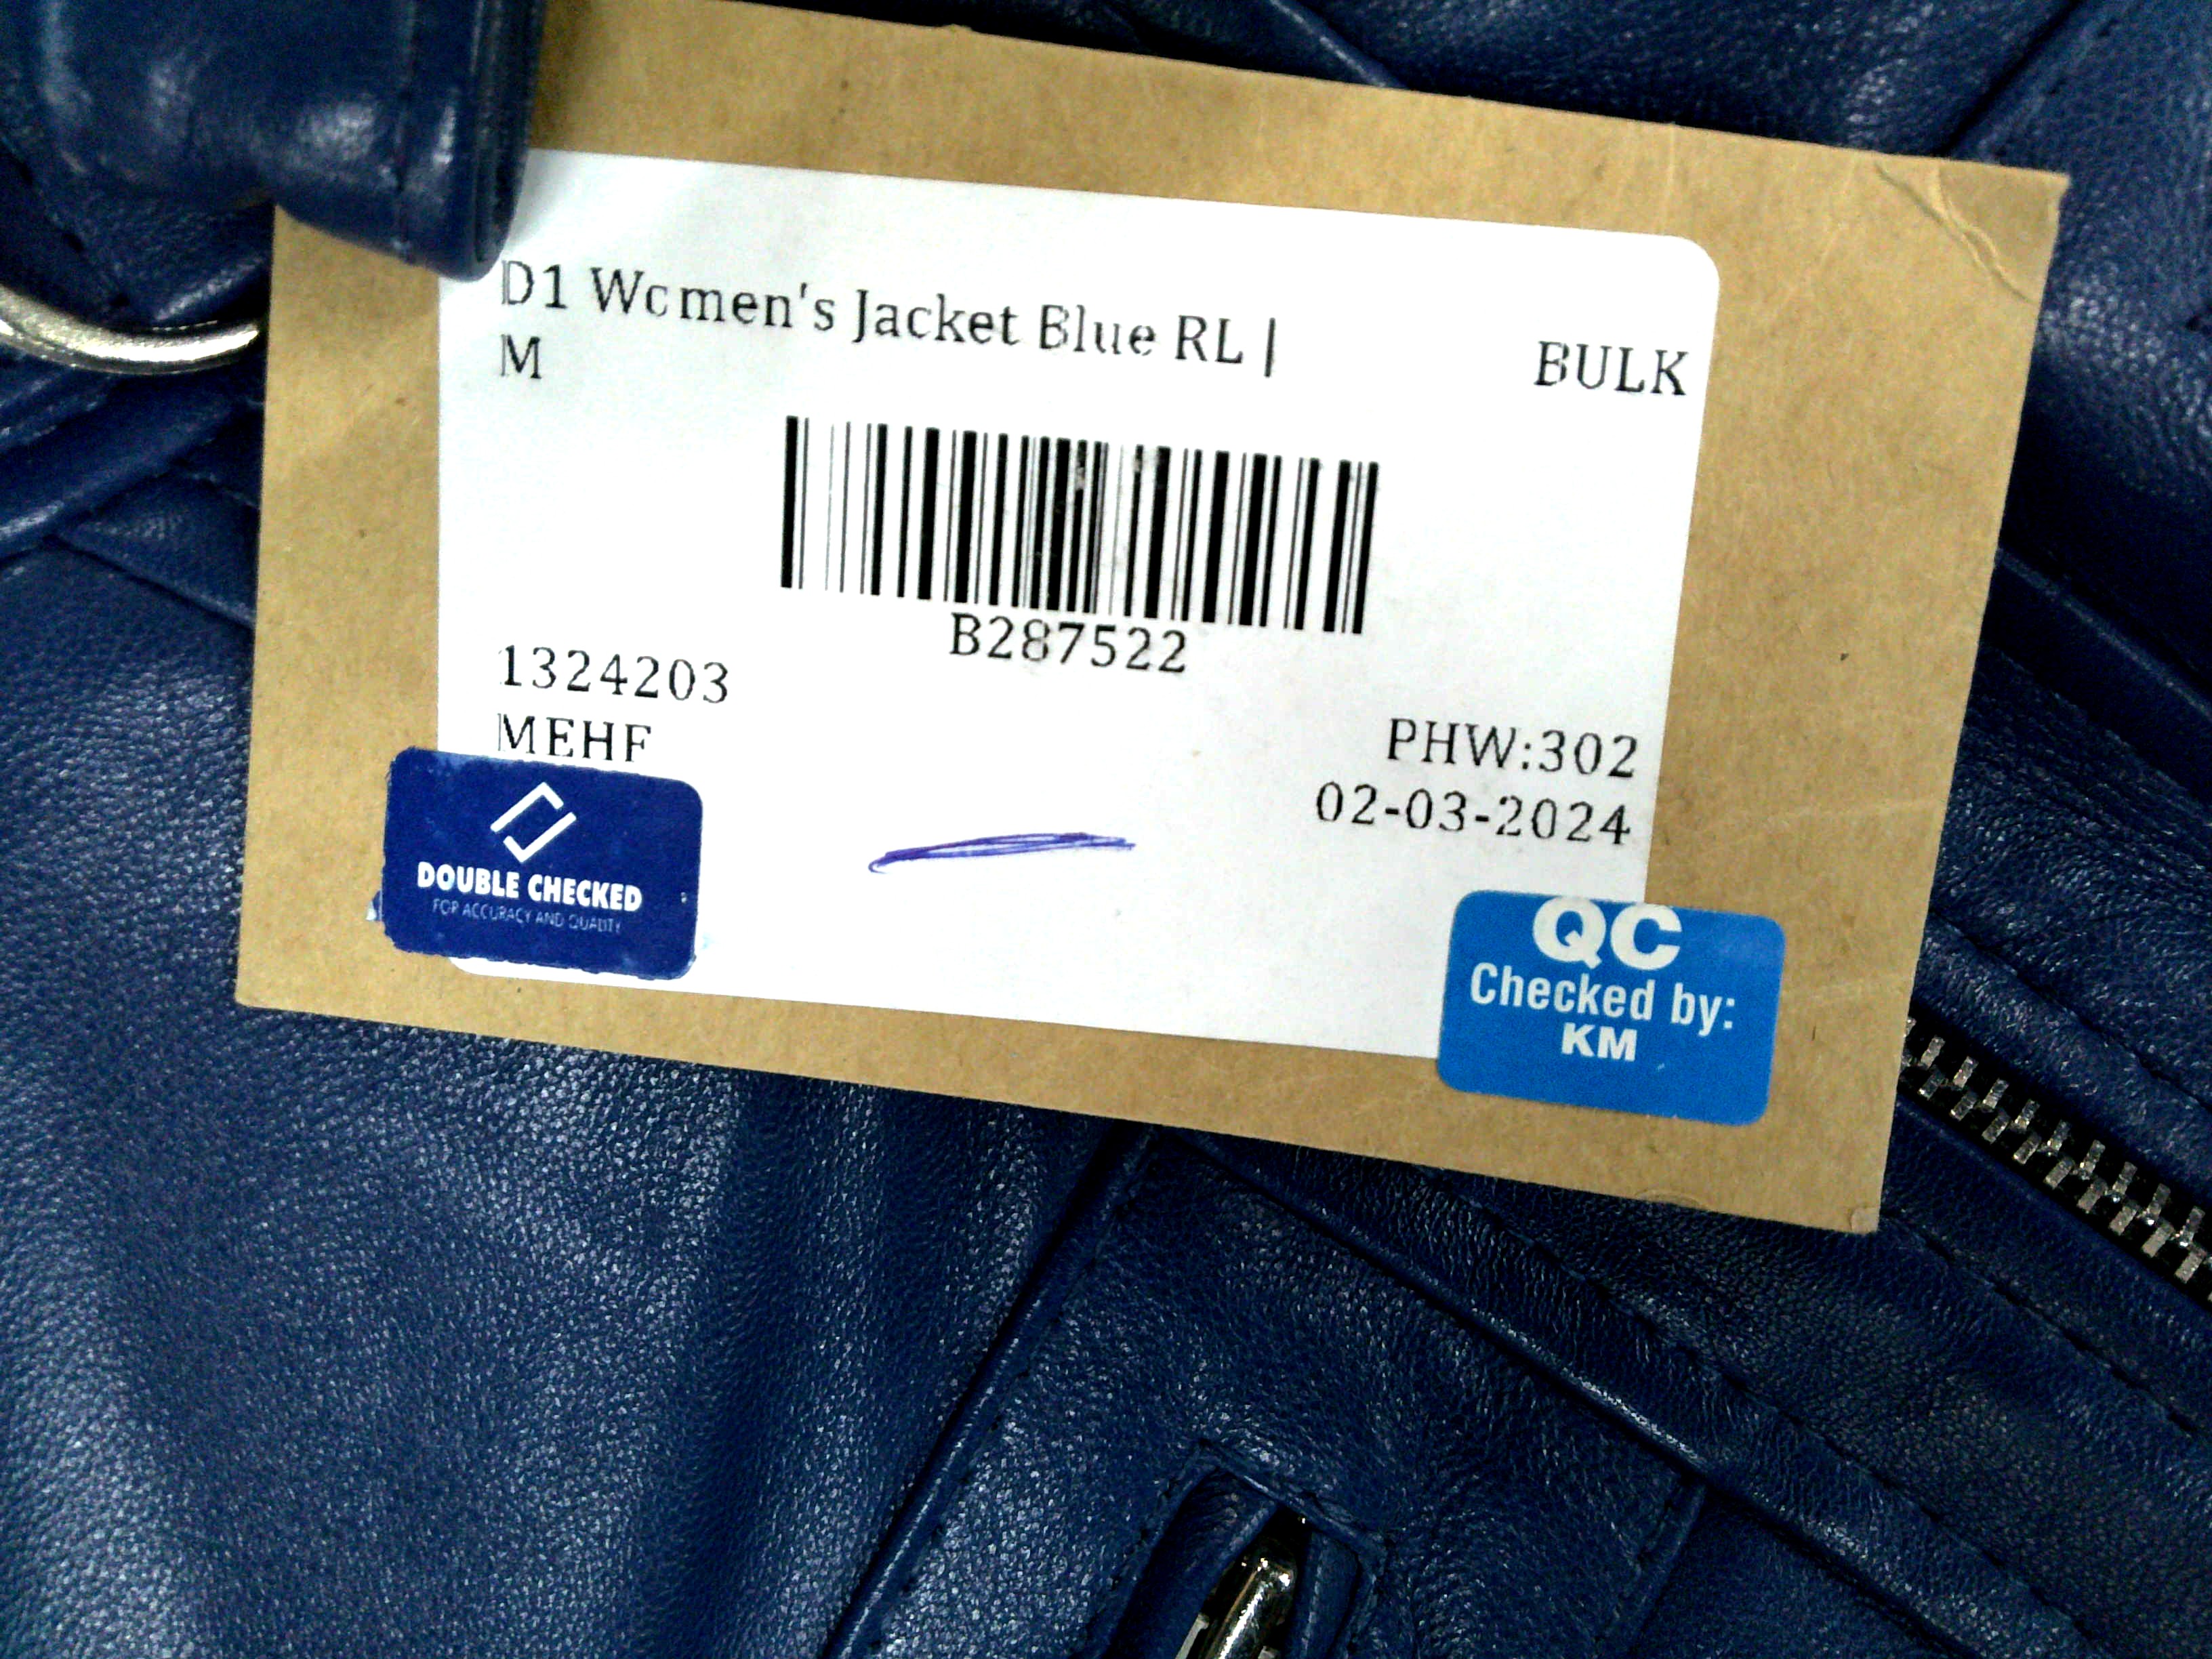 D1 Women's Jacket Blue RL |
M
BULK
B287522
1324203
MEHF
PHW:302
02-03-2024
DOUBLE CHECKED
FOR ACCURACY AND QUALITY
QC
Checked by:
KM